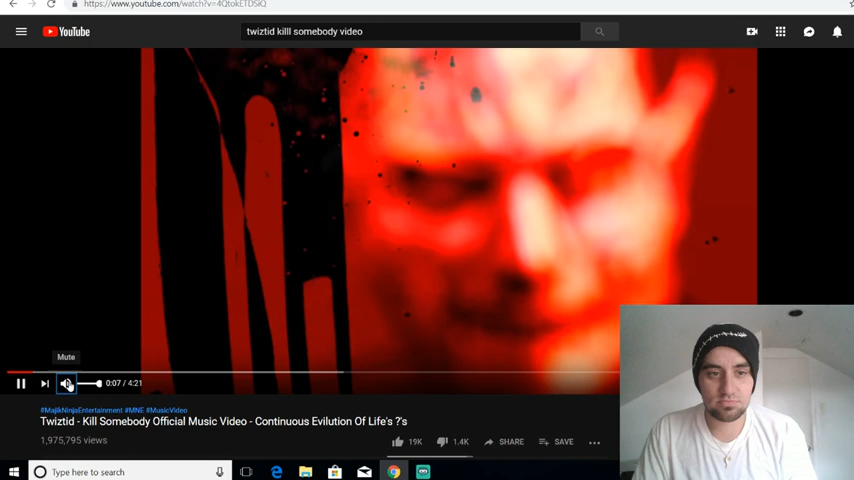 https://www.youtube.com/watch?v=4QtokETDSiQ
YouTube
twiztid killl somebody video
Mute
0:07 / 4:21
#MajikNinjaEntertainment #MNE #MusicVideo
Twiztid - Kill Somebody Official Music Video - Continuous Evilution Of Life's ?'s
1,975,795 views
19K
1.4K
SHARE
SAVE
Type here to search